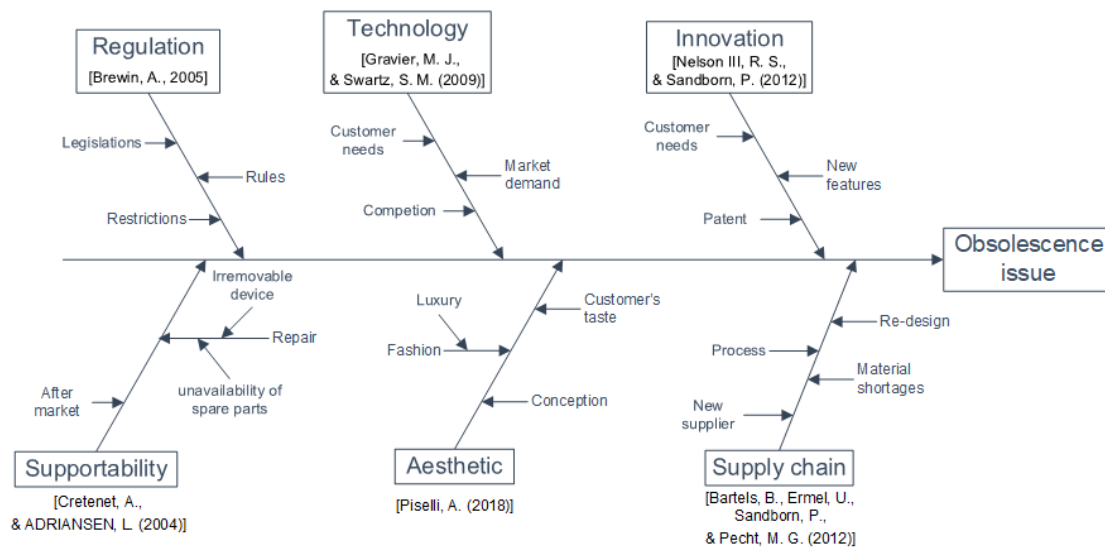 Regulation
[Brewin, A., 2005]
Technology
[Gravier, M. J.,
& Swartz, S. M. (2009)]
Innovation
[Nelson III, R. S.,
& Sandborn, P. (2012)]
Legislations
Rules
Restrictions
Customer
needs
Market
demand
Competion
Customer
needs
New
features
Patent
Obsolescence
issue
Irremovable
device
Repair
unavailability of
spare parts
After
market
Luxury
Customer's
taste
Fashion
Conception
Re-design
Process
Material
shortages
New
supplier
Supportability
[Cretenet, A.,
& ADRIANSEN, L. (2004)]
Aesthetic
[Piselli, A. (2018)]
Supply chain
[Bartels, B., Ermel, U.,
Sandborn, P.,
& Pecht, M. G. (2012)]